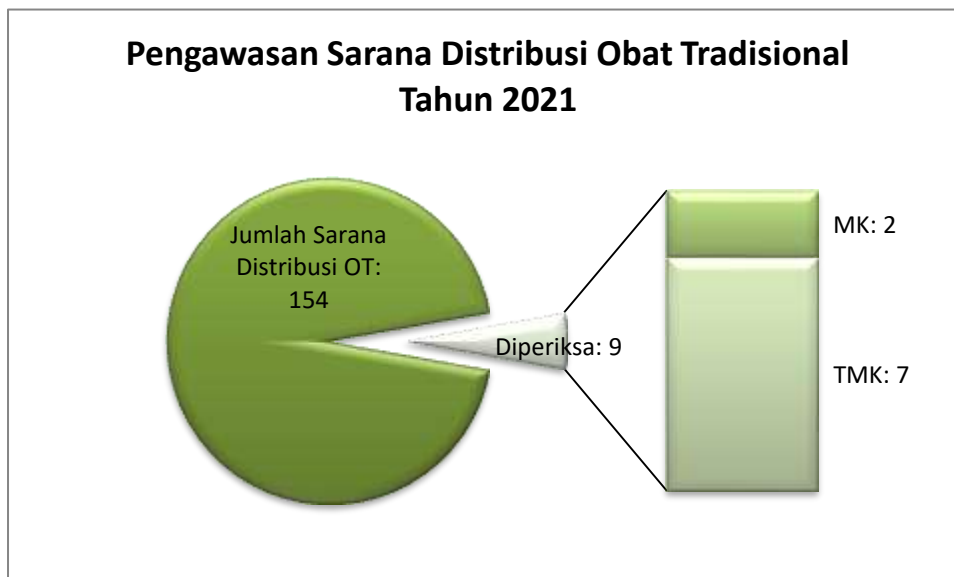 Pengawasan Sarana Distribusi Obat Tradisional
Tahun 2021
Jumlah Sarana
Distribusi OT:
154
Diperiksa: 9
MK: 2
TMK: 7